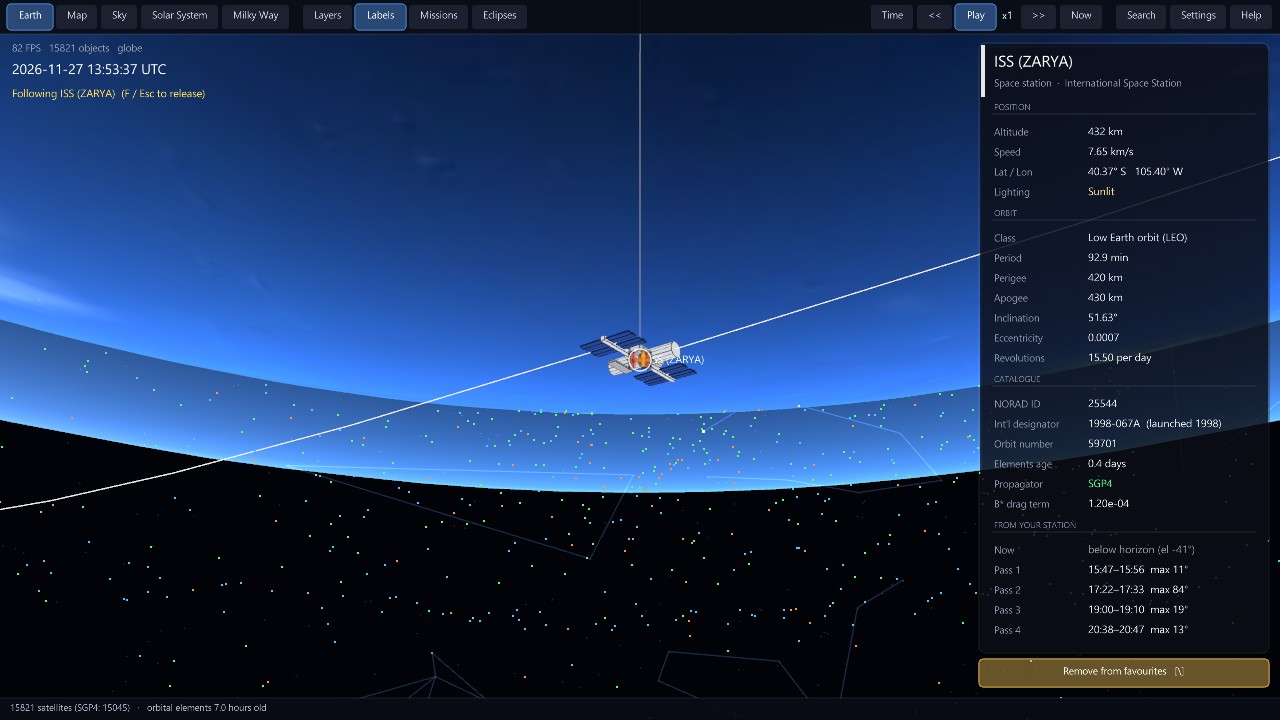 Earth Map Sky Solar System Milky Way Layers Labels Missions Eclipses Time << Play x1 >> Now Search Settings Help
82 FPS 15821 objects globe
2026-11-27 13:53:37 UTC
Following ISS (ZARYA) (F / Esc to release)
(ZARYA)
ISS (ZARYA)
Space station · International Space Station
POSITION
Altitude 432 km
Speed 7.65 km/s
Lat / Lon 40.37° S 105.40° W
Lighting Sunlit
ORBIT
Class Low Earth orbit (LEO)
Period 92.9 min
Perigee 420 km
Apogee 430 km
Inclination 51.63°
Eccentricity 0.0007
Revolutions 15.50 per day
CATALOGUE
NORAD ID 25544
Int'l designator 1998-067A (launched 1998)
Orbit number 59701
Elements age 0.4 days
Propagator SGP4
B* drag term 1.20e-04
FROM YOUR STATION
Now below horizon (el -41°)
Pass 1 15:47–15:56 max 11°
Pass 2 17:22–17:33 max 84°
Pass 3 19:00–19:10 max 19°
Pass 4 20:38–20:47 max 13°
Remove from favourites [\]
15821 satellites (SGP4: 15045) · orbital elements 7.0 hours old